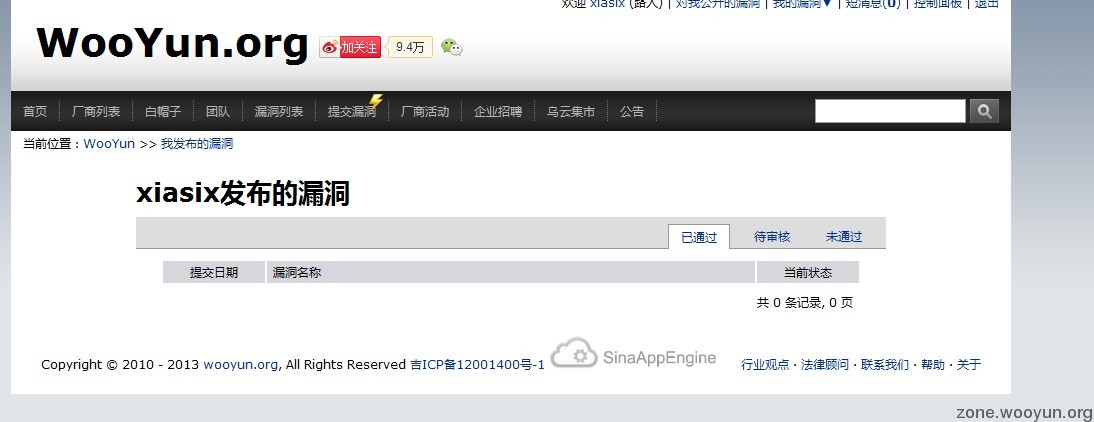 欢迎 xiasix (路人) | 对我公开的漏洞 | 我的漏洞▼ | 短消息(0) | 控制面板 | 退出
WooYun.org 加关注 9.4万
首页 厂商列表 白帽子 团队 漏洞列表 提交漏洞 厂商活动 企业招聘 乌云集市 公告
当前位置：WooYun >> 我发布的漏洞
xiasix发布的漏洞
已通过 待审核 未通过
提交日期 漏洞名称 当前状态
共 0 条记录, 0 页
Copyright © 2010 - 2013 wooyun.org, All Rights Reserved 吉ICP备12001400号-1 SinaAppEngine 行业观点 · 法律顾问 · 联系我们 · 帮助 · 关于
zone.wooyun.org